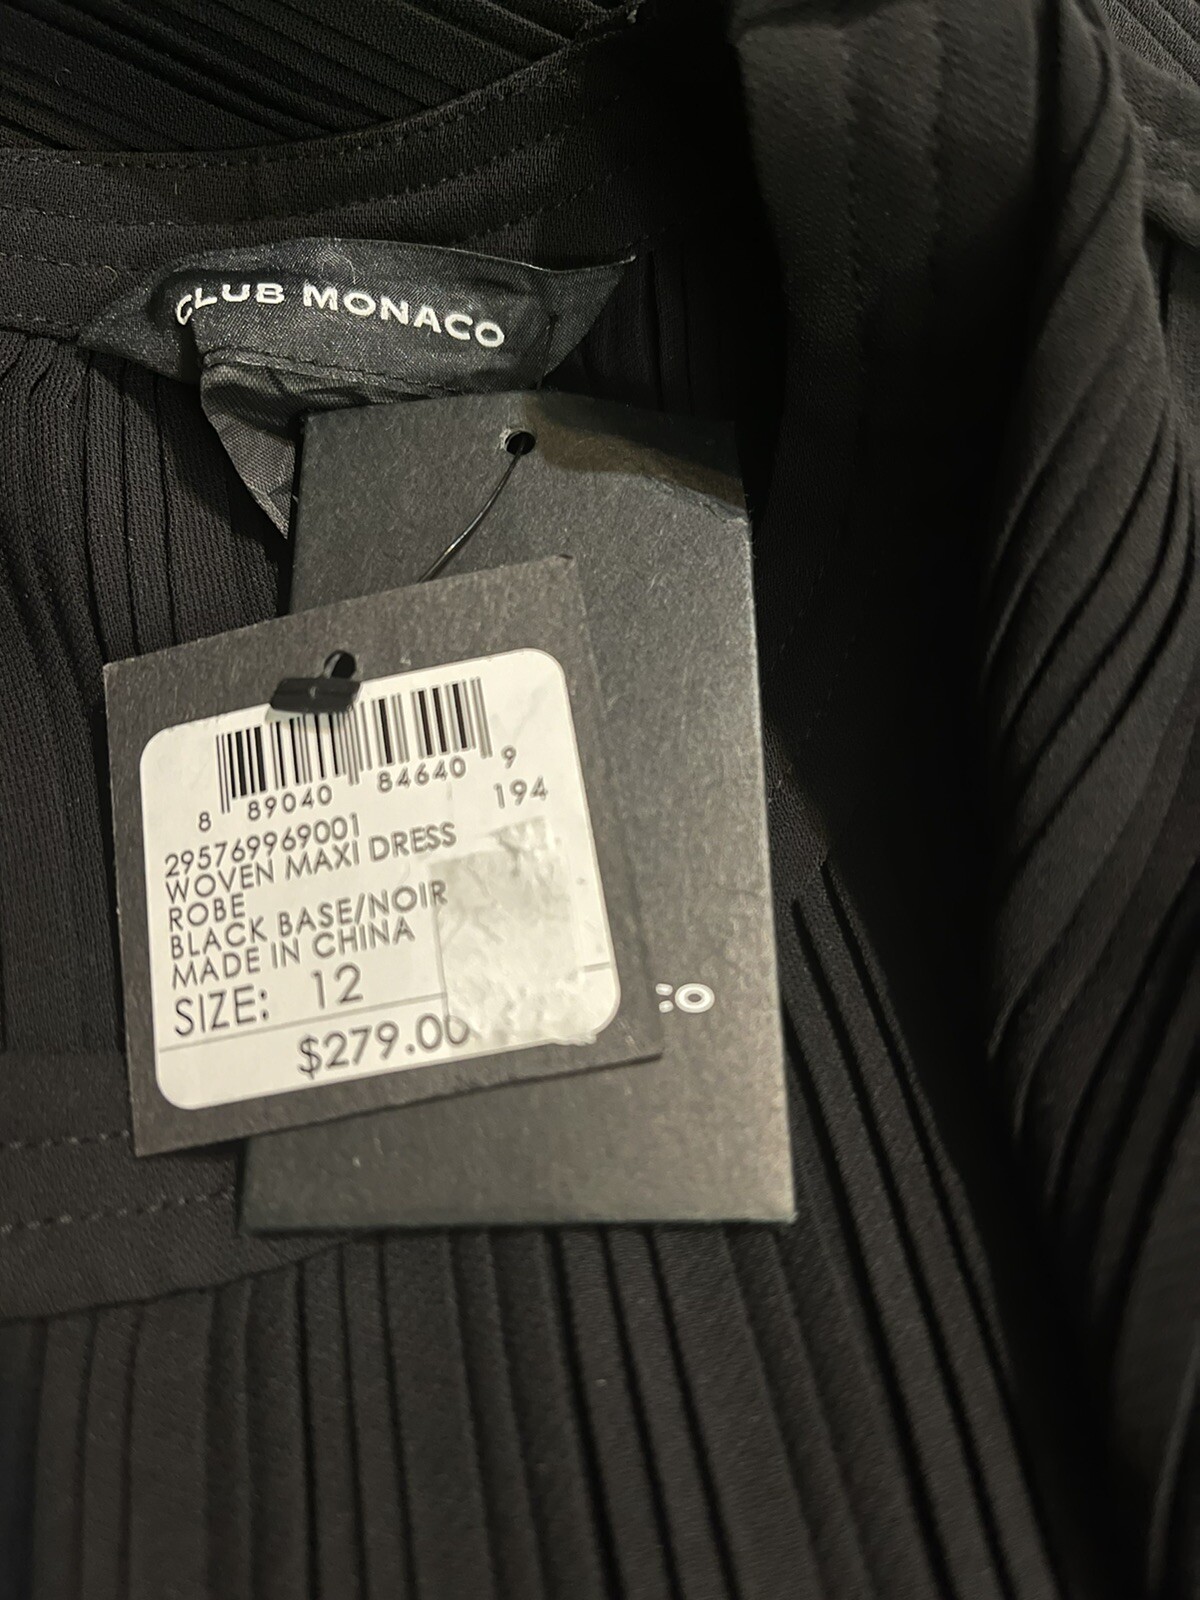 CLUB MONACO
8 89040 84640 9
194
295769969001
WOVEN MAXI DRESS
ROBE
BLACK BASE/NOIR
MADE IN CHINA
SIZE: 12
$279.00
CO